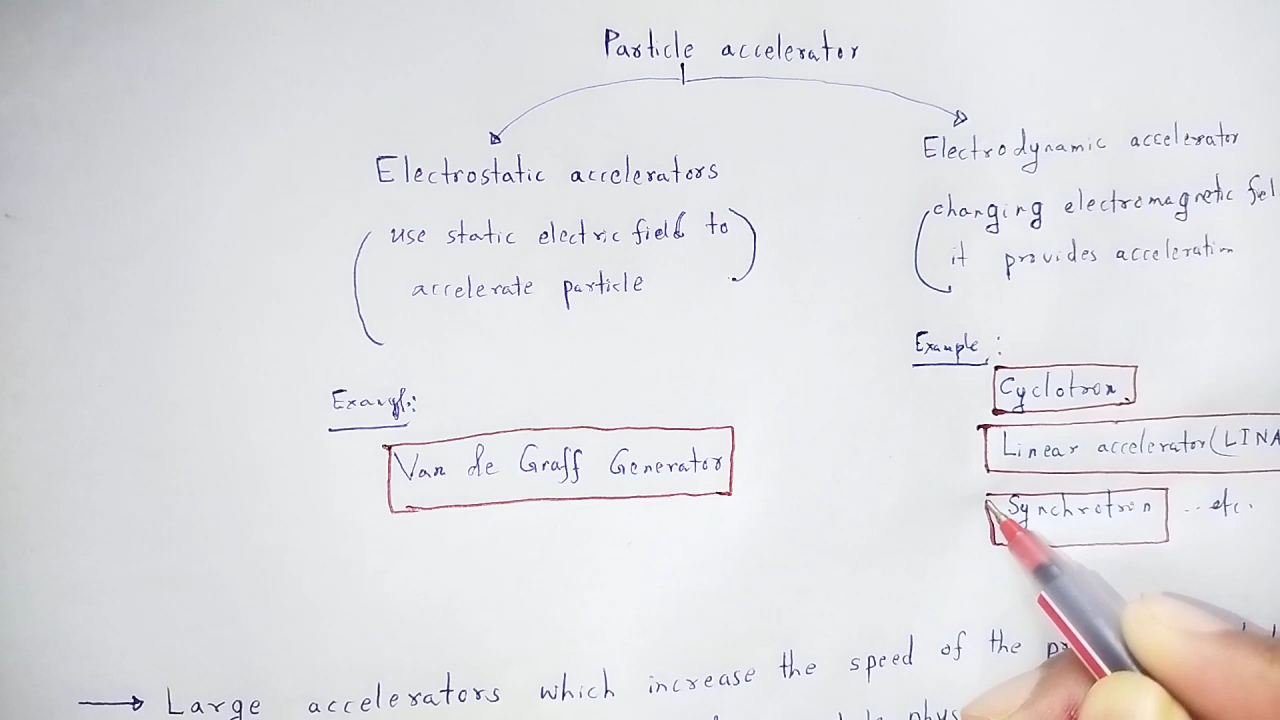 Particle accelerator
Electrostatic accelerators
(use static electric field to
accelerate particle)
Example:
Van de Graff Generator
Electrodynamic accelerator
(changing electromagnetic
it provides acceleration
Example:
Cyclotron.
Linear accelerator (LINA
Synchrotron ... etc.
→ Large accelerators which increase the speed of the